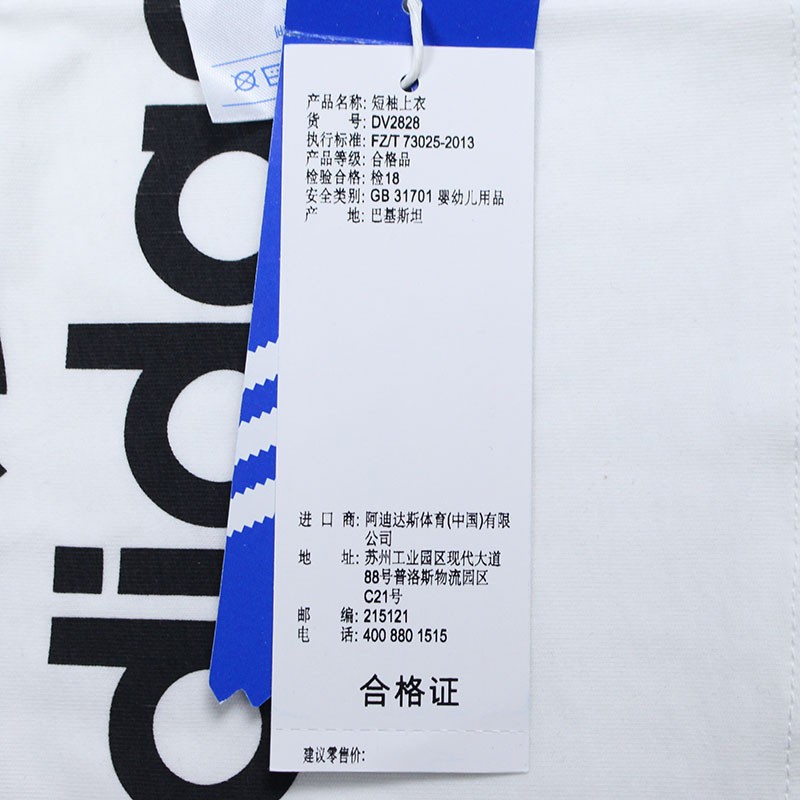 产品名称: 短袖上衣
货 号: DV2828
执行标准: FZ/T 73025-2013
产品等级: 合格品
检验合格: 检18
安全类别: GB 31701 婴幼儿用品
产 地: 巴基斯坦
进 口 商: 阿迪达斯体育(中国)有限
公司
地 址: 苏州工业园区现代大道
88号普洛斯物流园区
C21号
邮 编: 215121
电 话: 400 880 1515
合格证
建议零售价:
dida